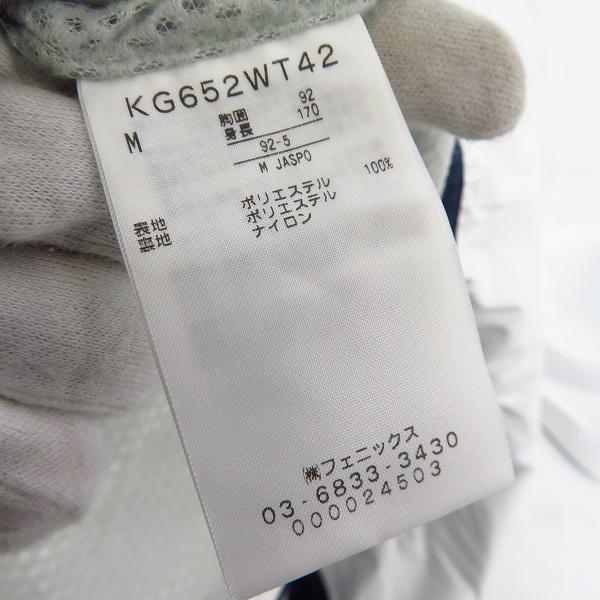 KG652WT42
M 胸囲 92
身長 170
92-5
M JASPO
表地 ポリエステル 100%
裏地 ポリエステル
ナイロン
㈱フェニックス
03-6833-3430
000024503